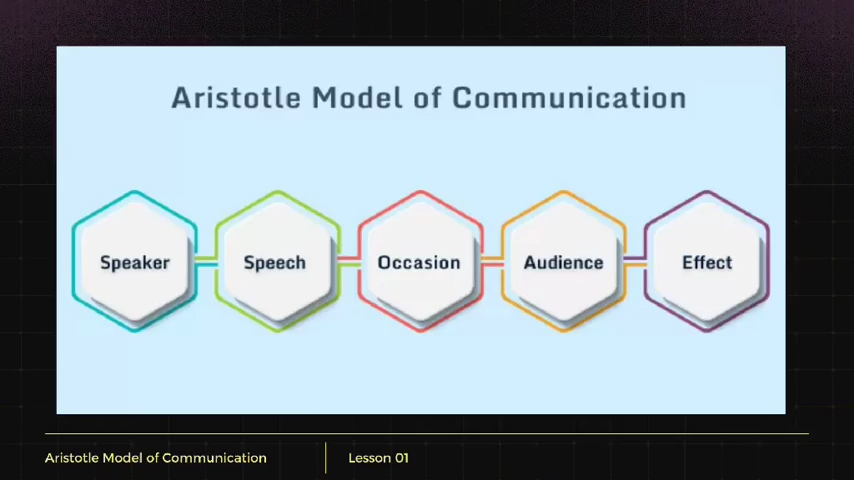 Aristotle Model of Communication
Speaker Speech Occasion Audience Effect
Aristotle Model of Communication Lesson 01